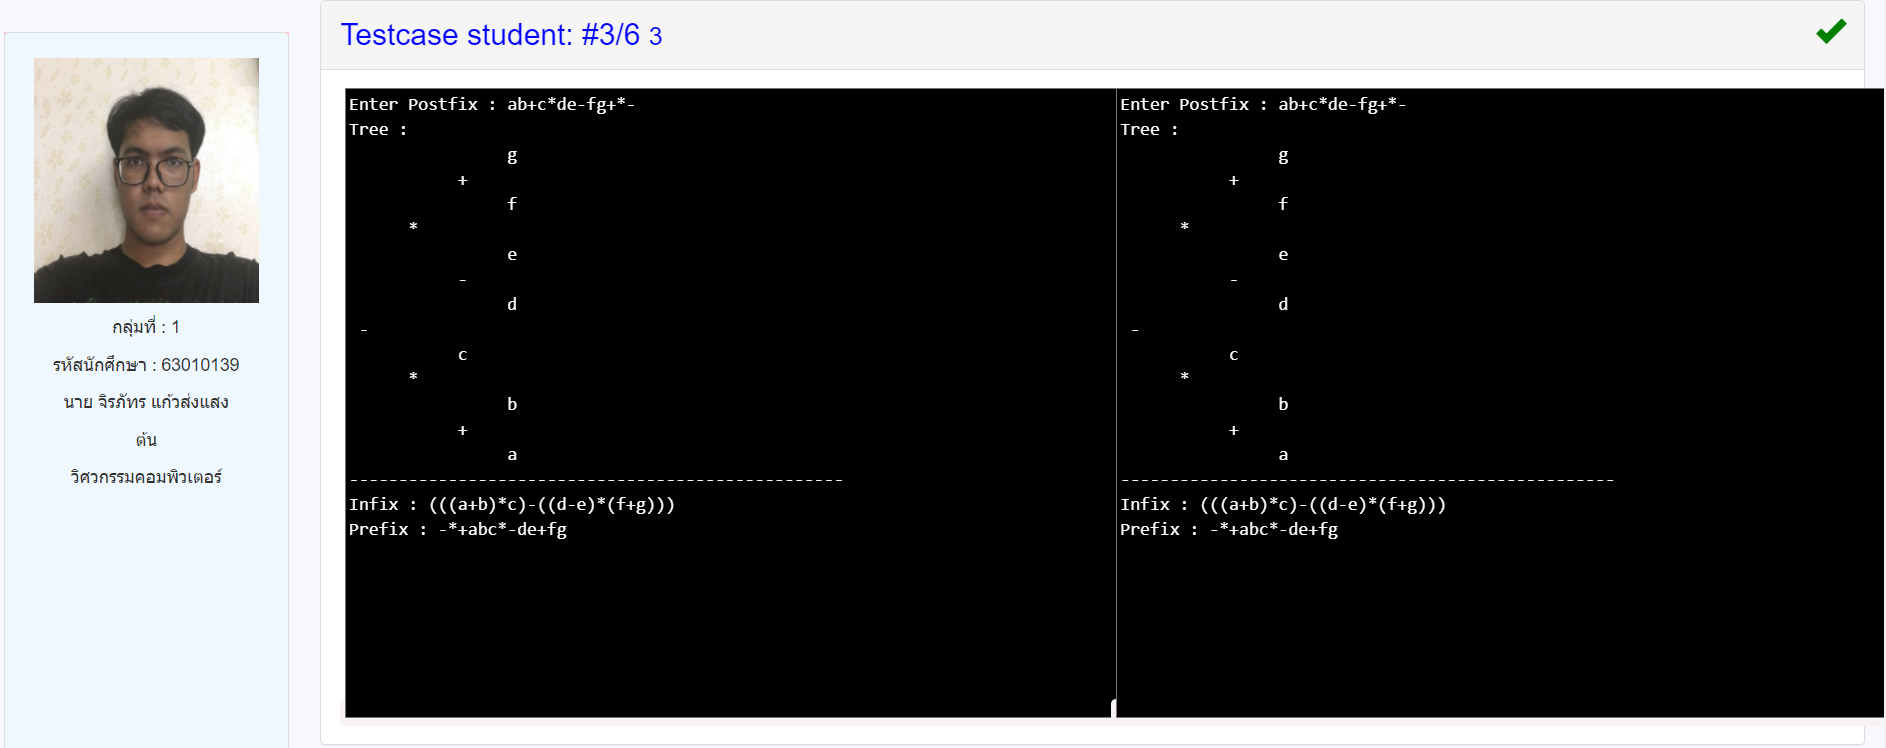 Testcase student: #3/6 3
กลุ่มที่ : 1
รหัสนักศึกษา : 63010139
นาย จิรภัทร แก้วส่งแสง
ต้น
วิศวกรรมคอมพิวเตอร์
Enter Postfix : ab+c*de-fg+*-
Tree :
g
+
f
*
e
-
d
-
c
*
b
+
a
--------------------------------------------------
Infix : (((a+b)*c)-((d-e)*(f+g)))
Prefix : -*+abc*-de+fg
Enter Postfix : ab+c*de-fg+*-
Tree :
g
+
f
*
e
-
d
-
c
*
b
+
a
--------------------------------------------------
Infix : (((a+b)*c)-((d-e)*(f+g)))
Prefix : -*+abc*-de+fg